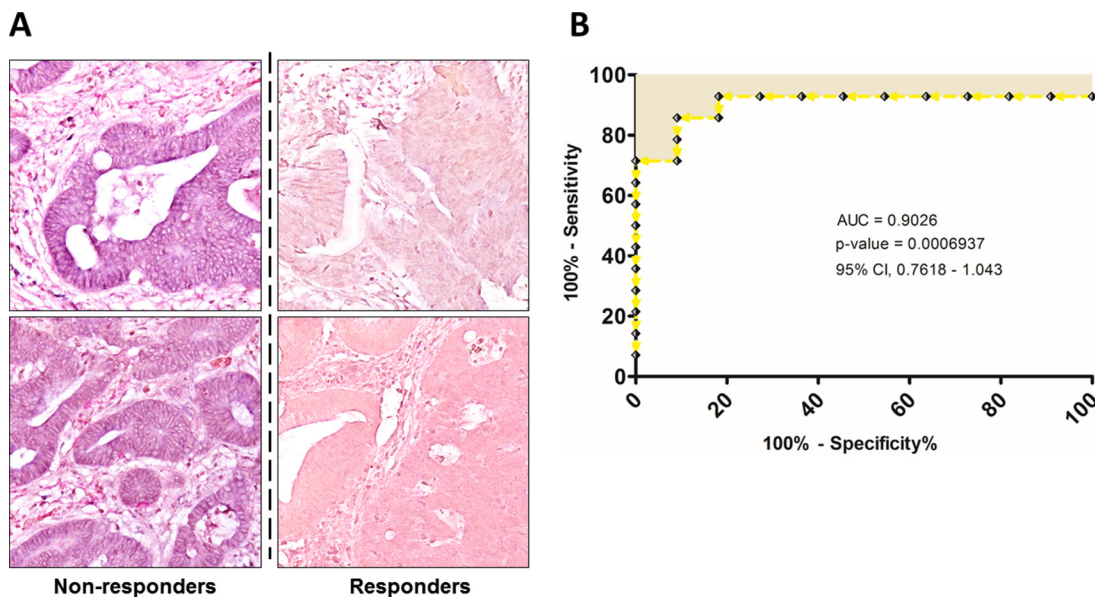 A
B
Non-responders
Responders
100% - Sensitivity
100
80
60
40
20
0
AUC = 0.9026
p-value = 0.0006937
95% CI, 0.7618 - 1.043
0
20
40
60
80
100
100% - Specificity%